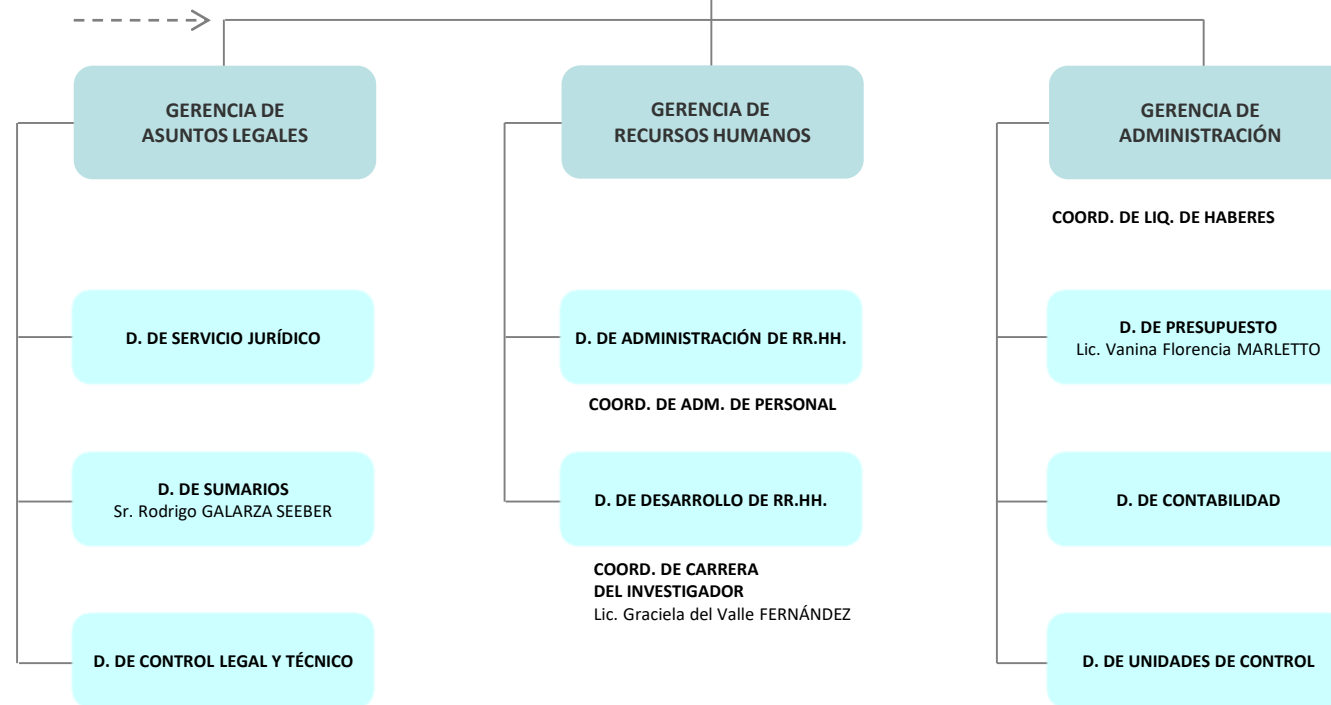 GERENCIA DE
ASUNTOS LEGALES
D. DE SERVICIO JURÍDICO
D. DE SUMARIOS
Sr. Rodrigo GALARZA SEEBER
D. DE CONTROL LEGAL Y TÉCNICO
GERENCIA DE
RECURSOS HUMANOS
D. DE ADMINISTRACIÓN DE RR.HH.
COORD. DE ADM. DE PERSONAL
D. DE DESARROLLO DE RR.HH.
COORD. DE CARRERA
DEL INVESTIGADOR
Lic. Graciela del Valle FERNÁNDEZ
GERENCIA DE
ADMINISTRACIÓN
COORD. DE LIQ. DE HABERES
D. DE PRESUPUESTO
Lic. Vanina Florencia MARLETTO
D. DE CONTABILIDAD
D. DE UNIDADES DE CONTROL